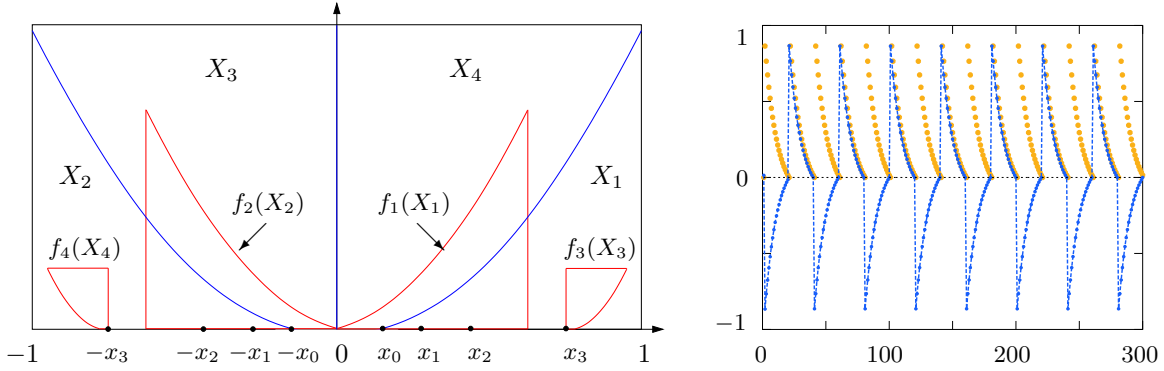 X₃ X₄
X₂ X₁
f₂(X₂) f₁(X₁)
f₄(X₄) f₃(X₃)
−1 −x₃ −x₂ −x₁ −x₀ 0 x₀ x₁ x₂ x₃ 1
1
0
−1
0 100 200 300